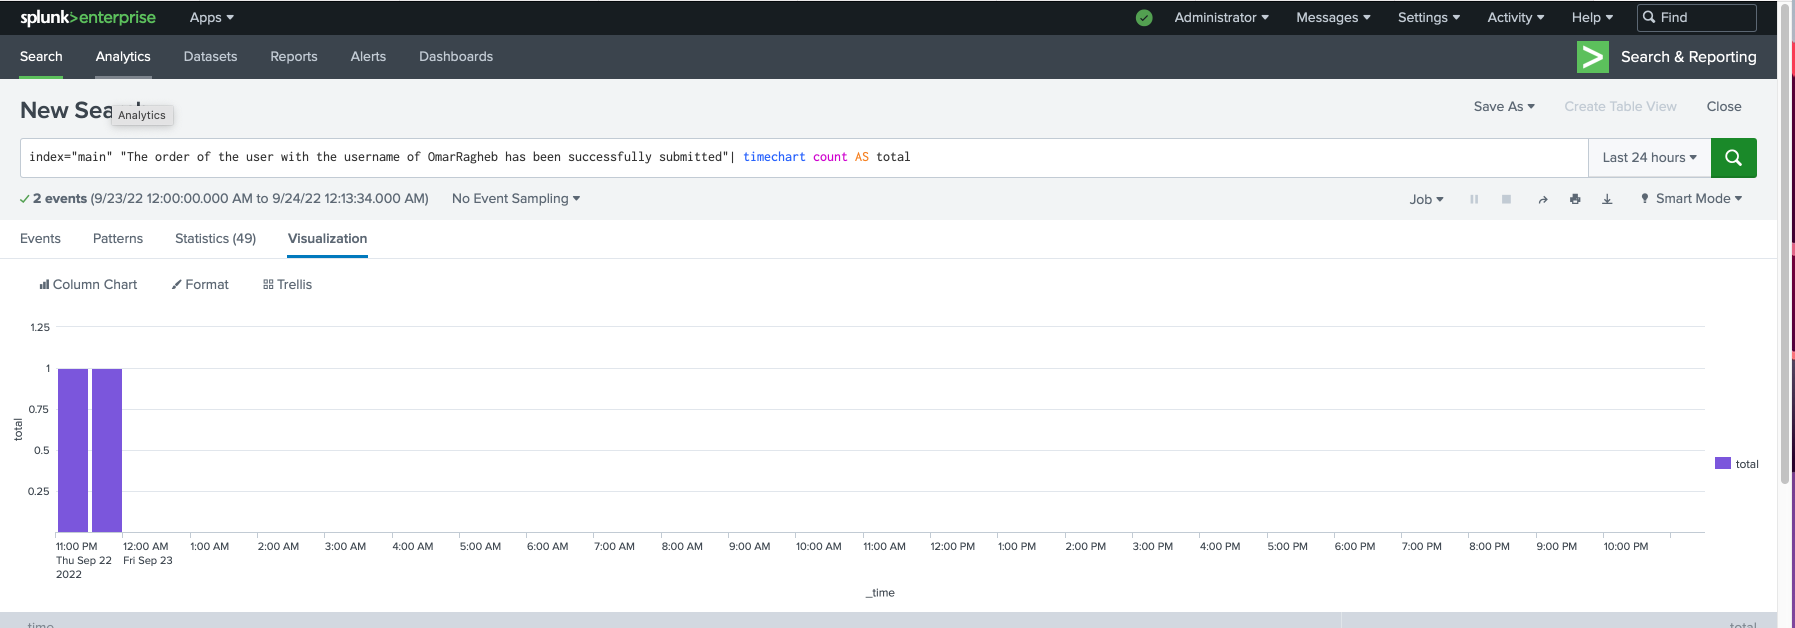 splunk>enterprise Apps Administrator Messages Settings Activity Help Find
Search Analytics Datasets Reports Alerts Dashboards Search & Reporting
New Sea Save As Create Table View Close
Analytics
index="main" "The order of the user with the username of OmarRagheb has been successfully submitted"| timechart count AS total Last 24 hours
2 events (9/23/22 12:00:00.000 AM to 9/24/22 12:13:34.000 AM) No Event Sampling Job Smart Mode
Events Patterns Statistics (49) Visualization
Column Chart Format Trellis
1.25
1
0.75
total
0.5
total
0.25
11:00 PM 12:00 AM 1:00 AM 2:00 AM 3:00 AM 4:00 AM 5:00 AM 6:00 AM 7:00 AM 8:00 AM 9:00 AM 10:00 AM 11:00 AM 12:00 PM 1:00 PM 2:00 PM 3:00 PM 4:00 PM 5:00 PM 6:00 PM 7:00 PM 8:00 PM 9:00 PM 10:00 PM
Thu Sep 22 Fri Sep 23
2022
_time
time total